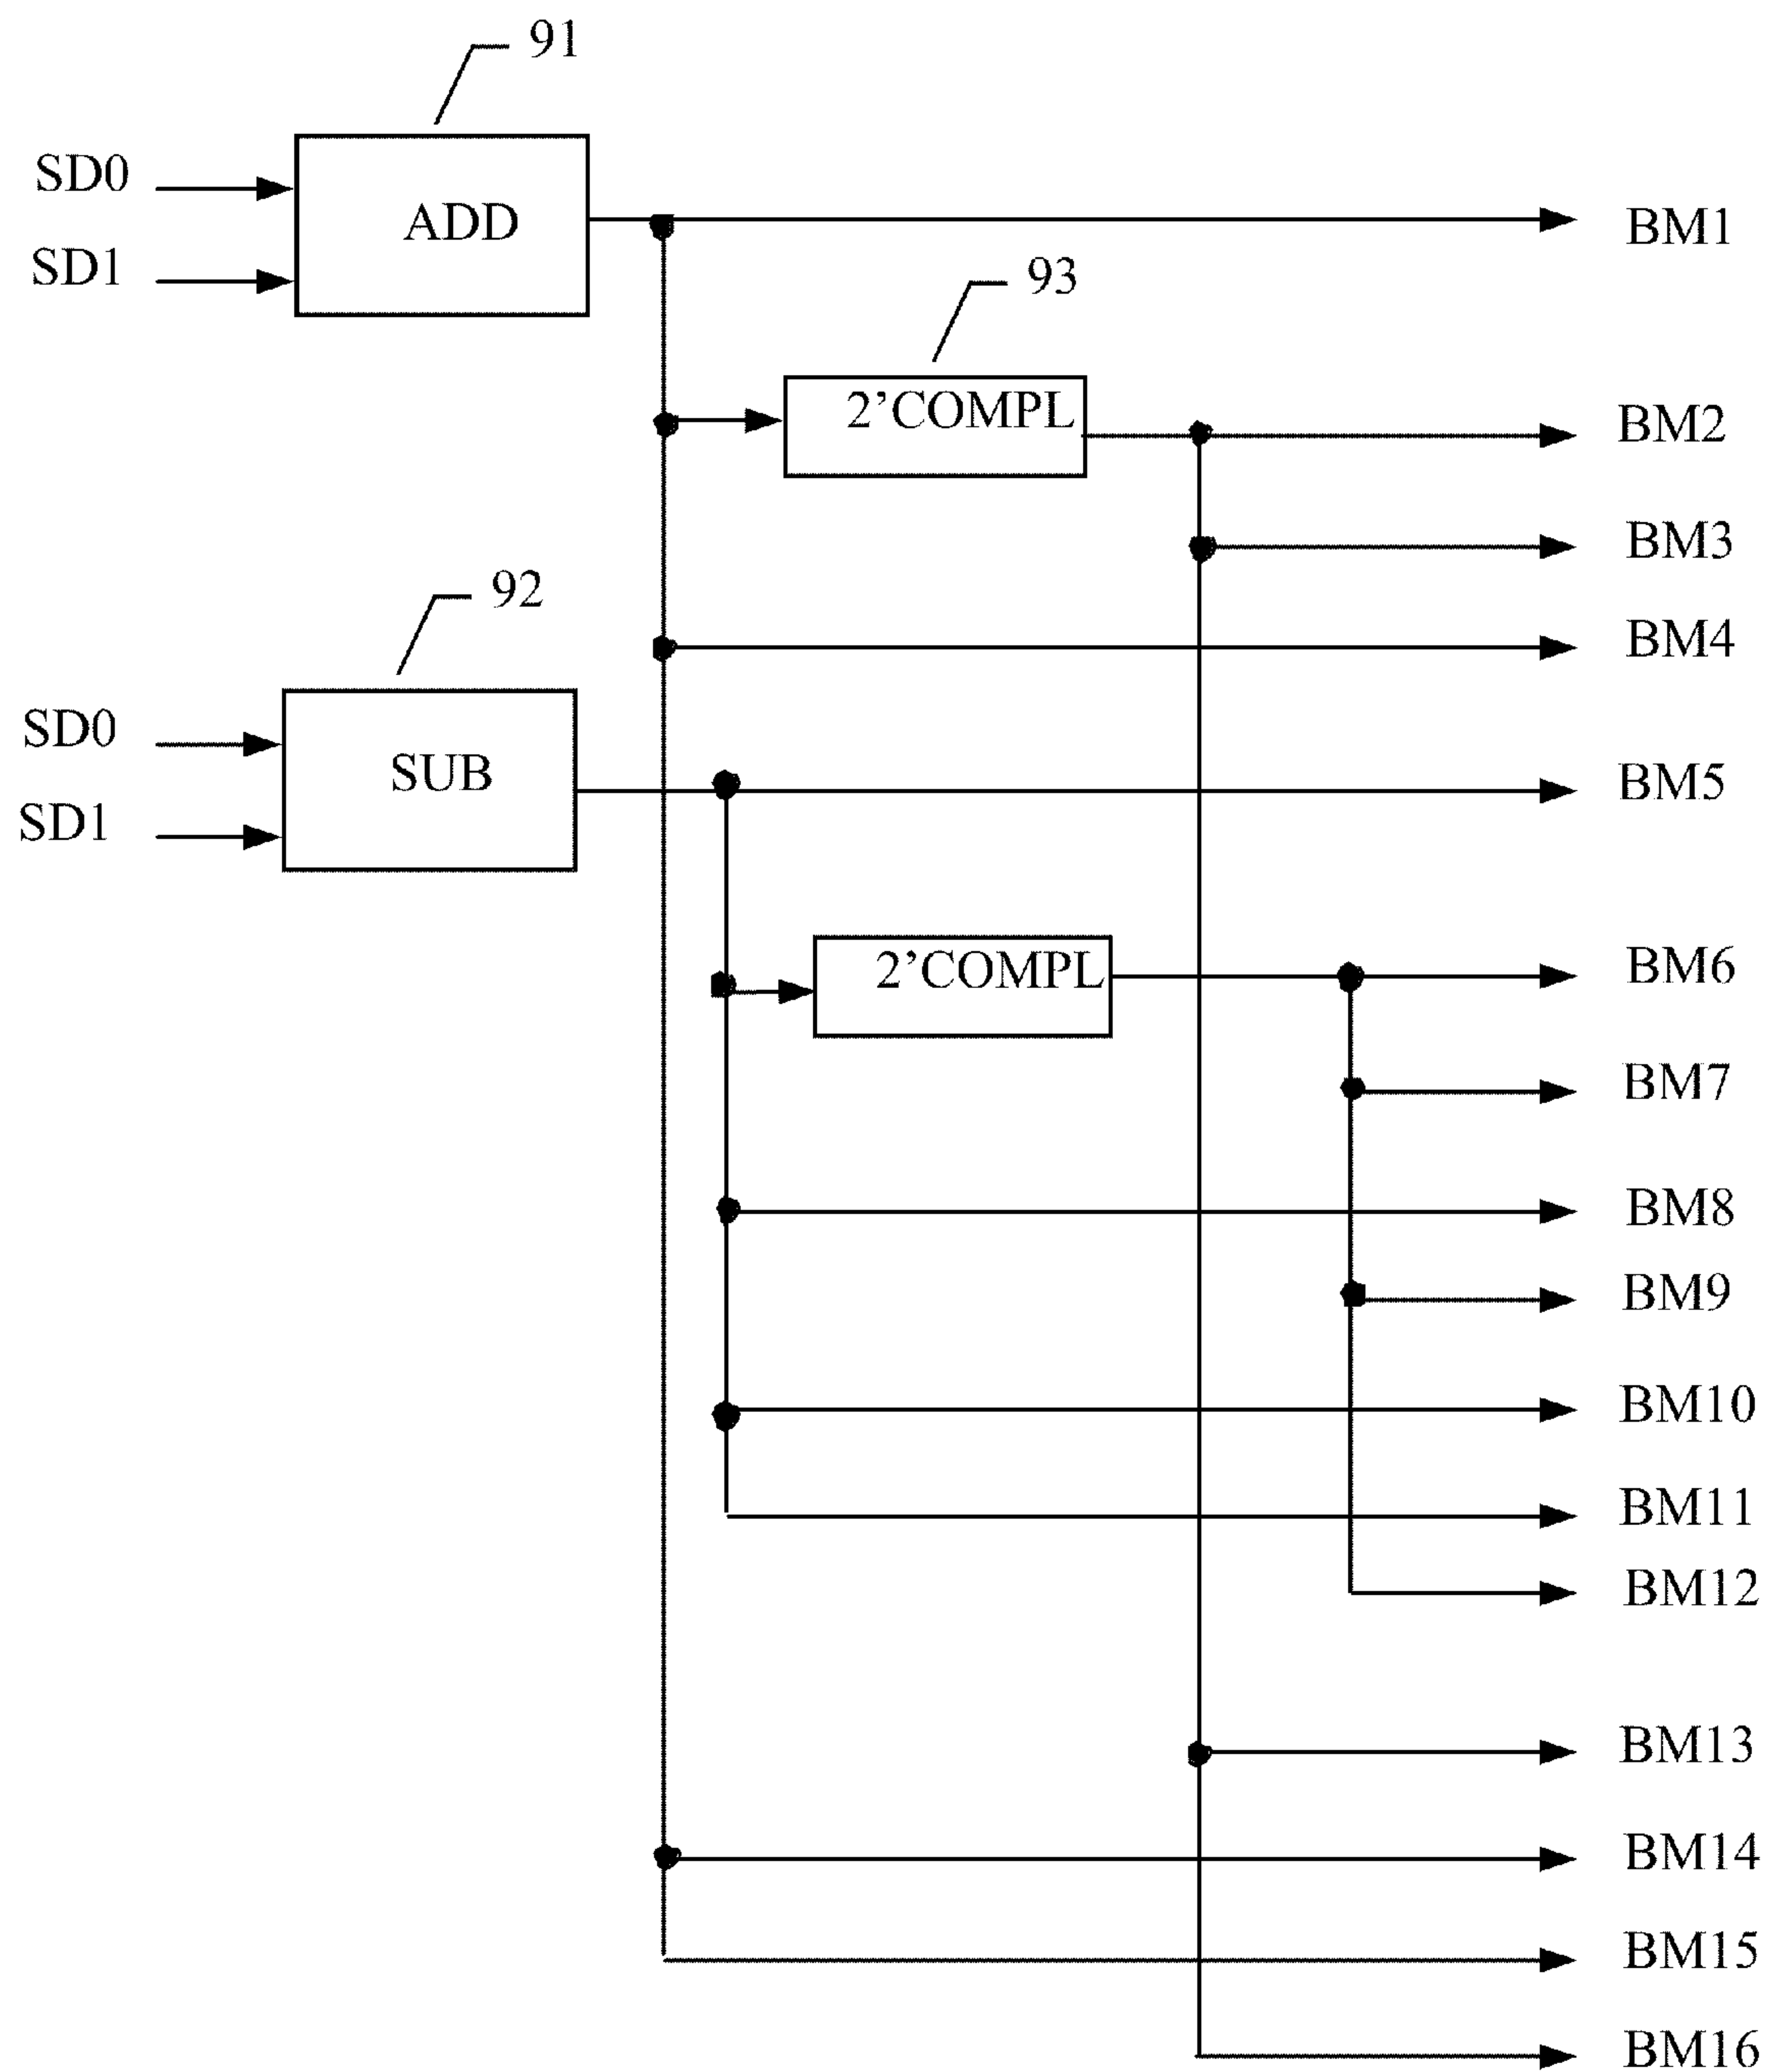 91
SD0
ADD
SD1
BM1
93
2'COMPL
BM2
BM3
92
BM4
SD0
SUB
SD1
BM5
2'COMPL
BM6
BM7
BM8
BM9
BM10
BM11
BM12
BM13
BM14
BM15
BM16